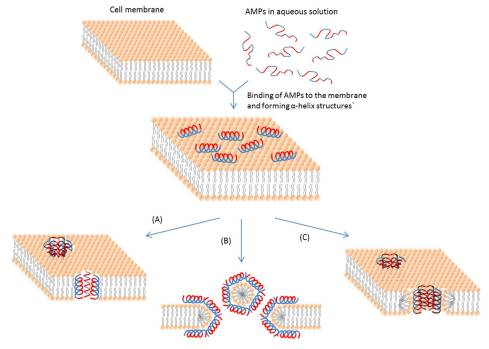 Cell membrane
AMPs in aqueous solution
Binding of AMPs to the membrane
and forming α-helix structures`
(A)
(B)
(C)